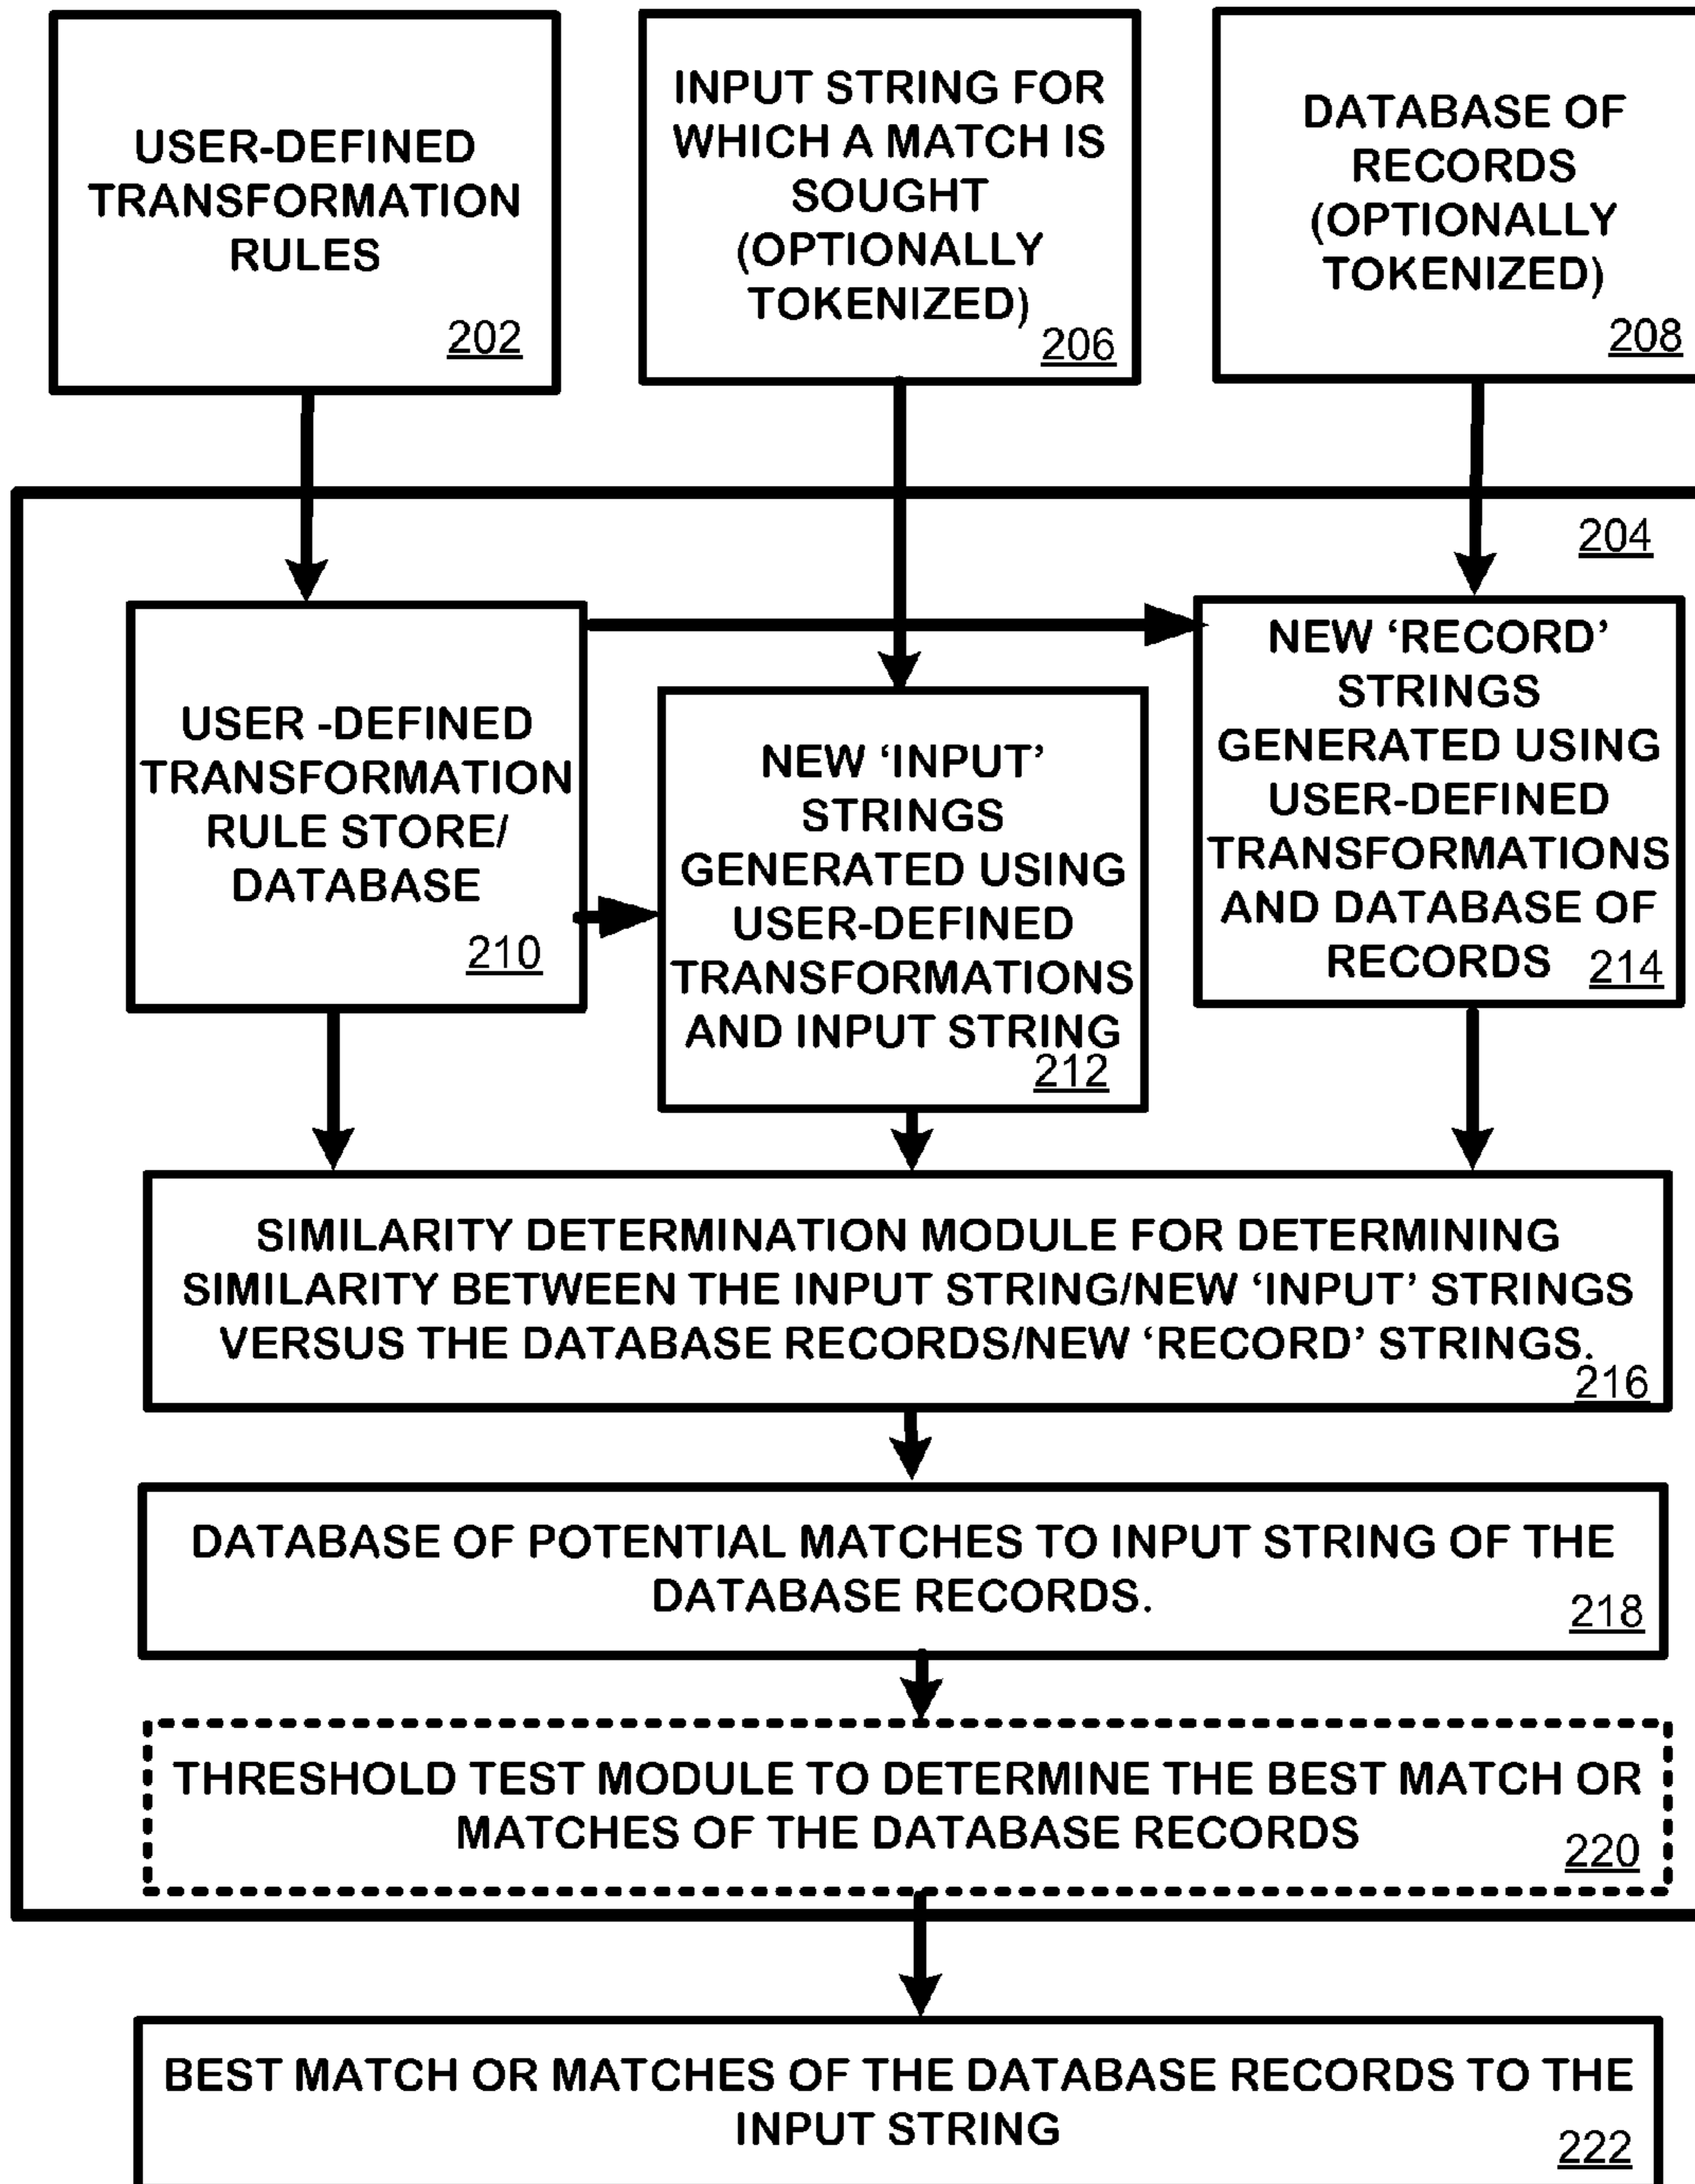 USER-DEFINED
TRANSFORMATION
RULES
202
INPUT STRING FOR
WHICH A MATCH IS
SOUGHT
(OPTIONALLY
TOKENIZED)
206
DATABASE OF
RECORDS
(OPTIONALLY
TOKENIZED)
208
204
USER -DEFINED
TRANSFORMATION
RULE STORE/
DATABASE
210
NEW ‘INPUT’
STRINGS
GENERATED USING
USER-DEFINED
TRANSFORMATIONS
AND INPUT STRING
212
NEW ‘RECORD’
STRINGS
GENERATED USING
USER-DEFINED
TRANSFORMATIONS
AND DATABASE OF
RECORDS 214
SIMILARITY DETERMINATION MODULE FOR DETERMINING
SIMILARITY BETWEEN THE INPUT STRING/NEW ‘INPUT’ STRINGS
VERSUS THE DATABASE RECORDS/NEW ‘RECORD’ STRINGS.
216
DATABASE OF POTENTIAL MATCHES TO INPUT STRING OF THE
DATABASE RECORDS.
218
THRESHOLD TEST MODULE TO DETERMINE THE BEST MATCH OR
MATCHES OF THE DATABASE RECORDS
220
BEST MATCH OR MATCHES OF THE DATABASE RECORDS TO THE
INPUT STRING
222